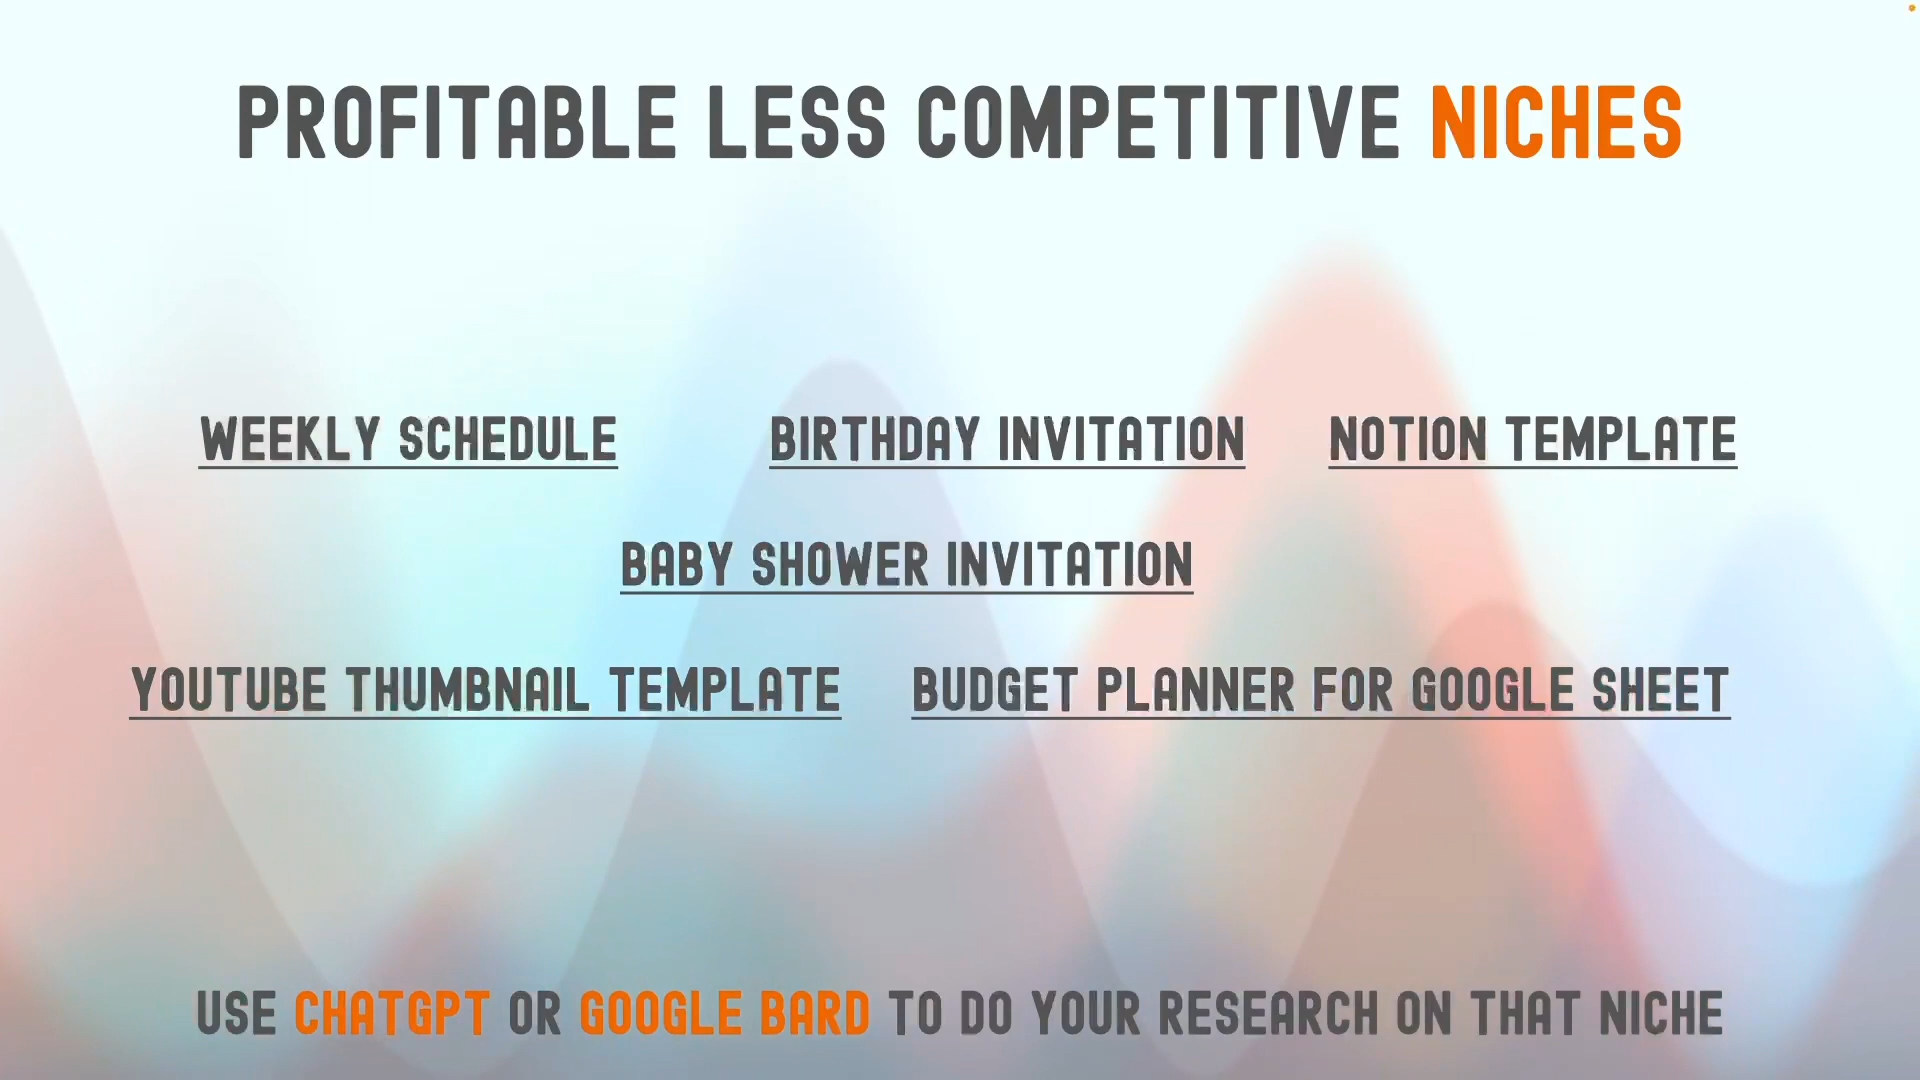 PROFITABLE LESS COMPETITIVE NICHES
WEEKLY SCHEDULE BIRTHDAY INVITATION NOTION TEMPLATE
BABY SHOWER INVITATION
YOUTUBE THUMBNAIL TEMPLATE BUDGET PLANNER FOR GOOGLE SHEET
USE CHATGPT OR GOOGLE BARD TO DO YOUR RESEARCH ON THAT NICHE